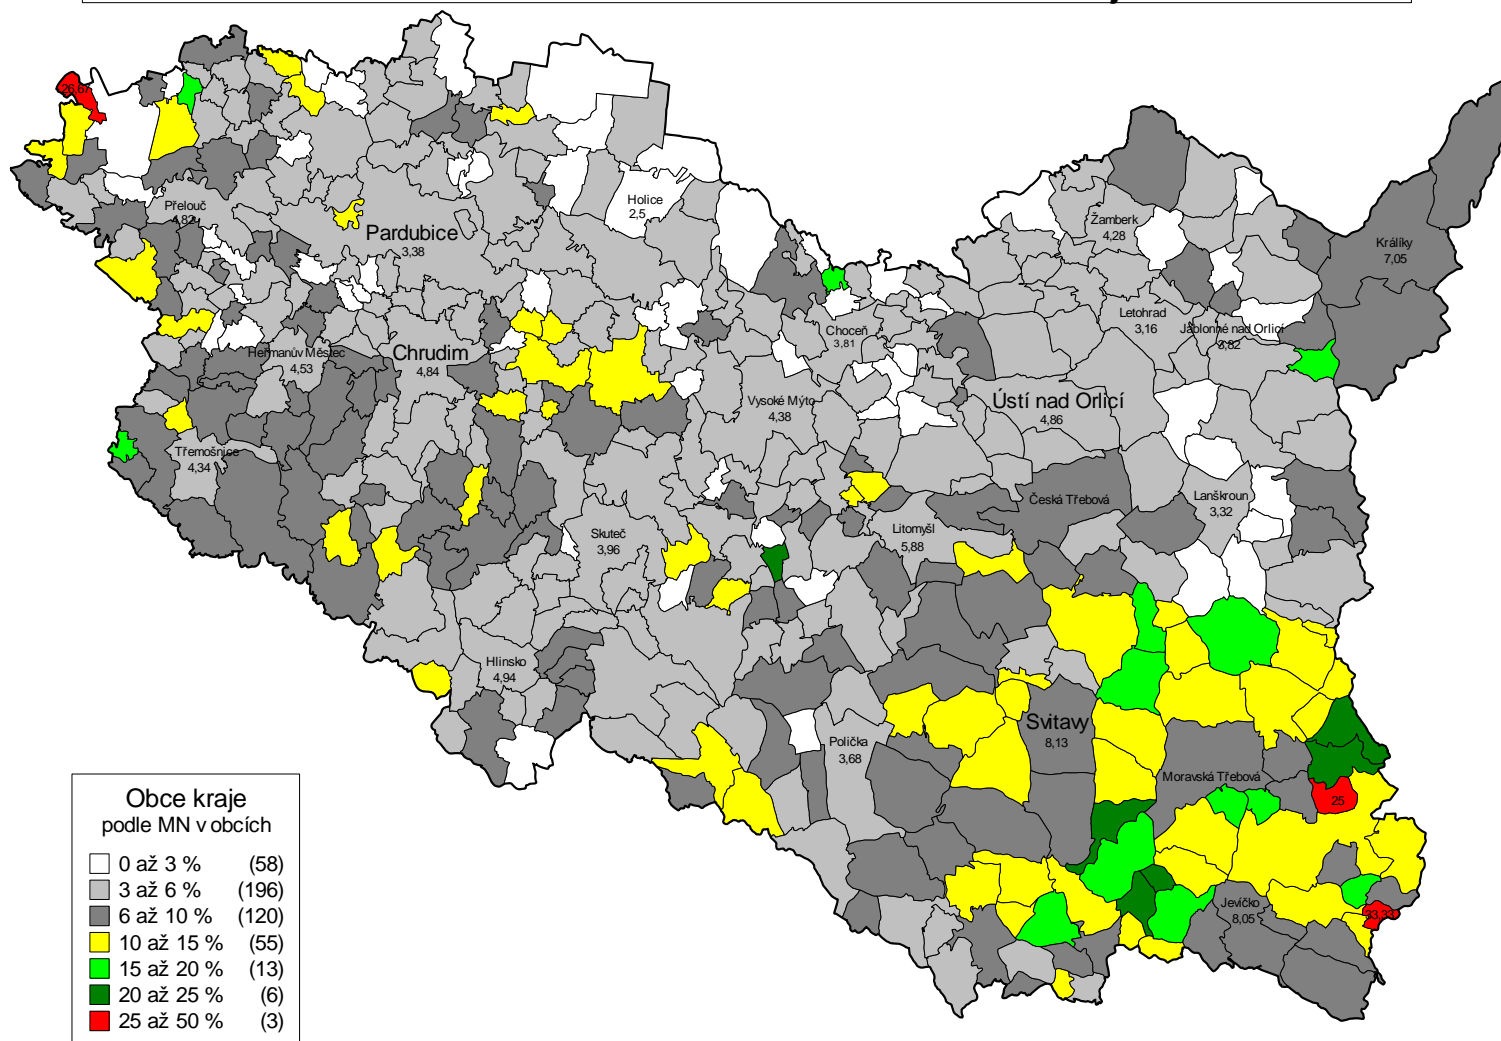 26,67
Přelouč
4,82
Pardubice
3,38
Holice
2,5
Žamberk
4,28
Králíky
7,05
Letohrad
3,16
Jablonné nad Orlicí
3,82
Choceň
3,81
Heřmanův Městec
4,53
Chrudim
4,84
Vysoké Mýto
4,38
Ústí nad Orlicí
4,86
Třemošnice
4,34
Česká Třebová
Lanškroun
3,32
Skuteč
3,96
Litomyšl
5,88
Hlinsko
4,94
Svitavy
8,13
Polička
3,68
Moravská Třebová
25
Jevíčko
8,05
33,33
Obce kraje
podle MN v obcích
0 až 3 % (58)
3 až 6 % (196)
6 až 10 % (120)
10 až 15 % (55)
15 až 20 % (13)
20 až 25 % (6)
25 až 50 % (3)